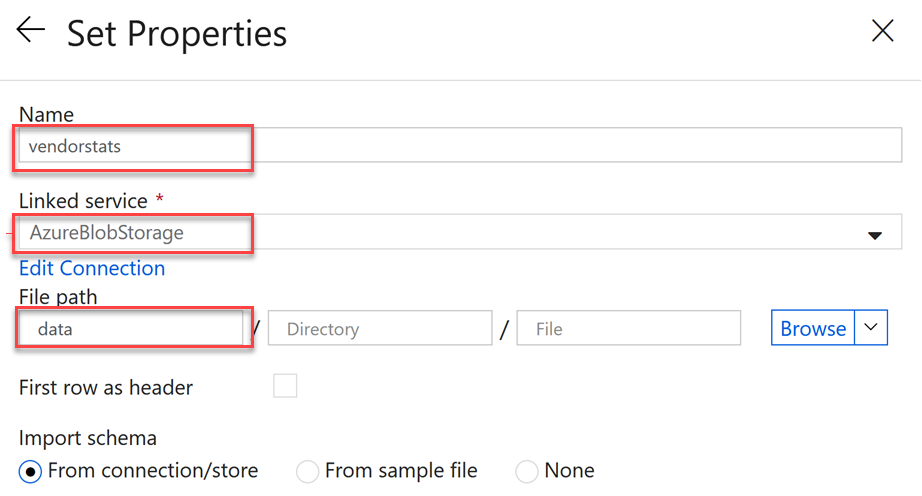 Set Properties
Name
vendorstats
Linked service *
AzureBlobStorage
Edit Connection
File path
data / Directory / File Browse
First row as header
Import schema
From connection/store From sample file None